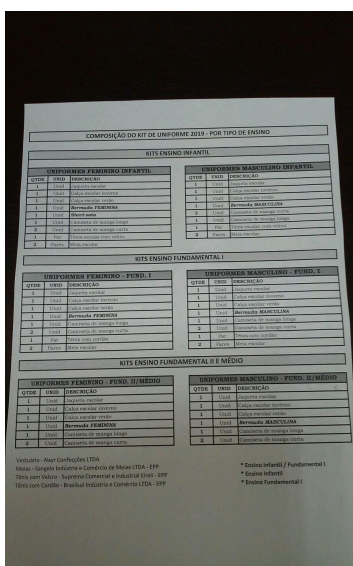 COMPOSIÇÃO DO KIT DE UNIFORME 2019 - POR TIPO DE ENSINO
KITS ENSINO INFANTIL
UNIFORMES FEMININO INFANTIL
QTDE UNID DESCRIÇÃO
1 Unid Jaqueta escolar
1 Unid Calça escolar inverno
1 Unid Calça escolar verão
1 Unid Bermuda FEMININA
1 Unid Short-saia
1 Unid Camiseta de manga longa
2 Unid Camiseta de manga curta
1 Par Tênis escolar com velcro
2 Pares Meia escolar
UNIFORMES MASCULINO INFANTIL
QTDE UNID DESCRIÇÃO
1 Unid Jaqueta escolar
1 Unid Calça escolar inverno
1 Unid Calça escolar verão
1 Unid Bermuda MASCULINA
2 Unid Camiseta de manga curta
1 Unid Camiseta de manga longa
1 Par Tênis escolar com velcro
2 Pares Meia escolar
KITS ENSINO FUNDAMENTAL I
UNIFORMES FEMININO - FUND. I
QTDE UNID DESCRIÇÃO
1 Unid Jaqueta escolar
1 Unid Calça escolar inverno
1 Unid Calça escolar verão
1 Unid Bermuda FEMININA
1 Unid Camiseta de manga longa
2 Unid Camiseta de manga curta
1 Par Tênis com cardão
2 Pares Meia escolar
UNIFORMES MASCULINO - FUND. I
QTDE UNID DESCRIÇÃO
1 Unid Jaqueta escolar
1 Unid Calça escolar inverno
1 Unid Calça escolar verão
1 Unid Bermuda MASCULINA
1 Unid Camiseta de manga longa
2 Unid Camiseta de manga curta
1 Par Tênis com cardão
2 Pares Meia escolar
KITS ENSINO FUNDAMENTAL II E MÉDIO
UNIFORMES FEMININO - FUND. II/MÉDIO
QTDE UNID DESCRIÇÃO
1 Unid Jaqueta escolar
1 Unid Calça escolar inverno
1 Unid Calça escolar verão
1 Unid Bermuda FEMININA
1 Unid Camiseta de manga longa
2 Unid Camiseta de manga curta
UNIFORMES MASCULINO - FUND. II/MÉDIO
QTDE UNID DESCRIÇÃO
1 Unid Jaqueta escolar
1 Unid Calça escolar inverno
1 Unid Calça escolar verão
1 Unid Bermuda MASCULINA
1 Unid Camiseta de manga longa
2 Unid Camiseta de manga curta
Vestuário - Nayr Confecções LTDA
Meias - Sangelo Indústria e Comércio de Meias LTDA - EPP
Tênis com Velcro - Suprema Comercial e Industrial Eireli - EPP
Tênis com Cardão - Indústria e Comércio LTDA - EPP
* Ensino Infantil / Fundamental I
* Ensino Infantil
* Ensino Fundamental I